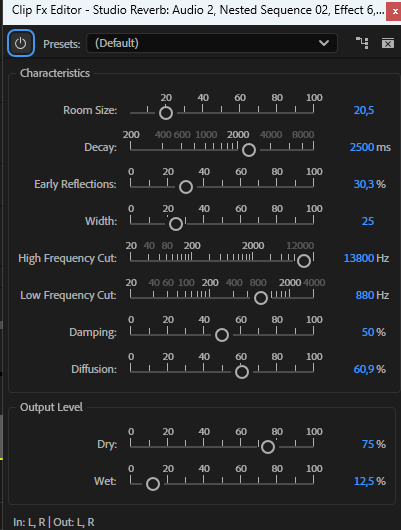 Clip Fx Editor - Studio Reverb: Audio 2, Nested Sequence 02, Effect 6,...
Presets: (Default)
Characteristics
20 40 60 80 100
Room Size: 20,5
200 400 600 1000 2000 4000 8000
Decay: 2500 ms
0 20 40 60 80 100
Early Reflections: 30,3 %
0 20 40 60 80 100
Width: 25
20 40 80 200 2000 12000
High Frequency Cut: 13800 Hz
20 40 60 100 200 400 800 2000 4000
Low Frequency Cut: 880 Hz
0 20 40 60 80 100
Damping: 50 %
0 20 40 60 80 100
Diffusion: 60,9 %
Output Level
0 20 40 60 80 100
Dry: 75 %
0 20 40 60 80 100
Wet: 12,5 %
In: L, R | Out: L, R